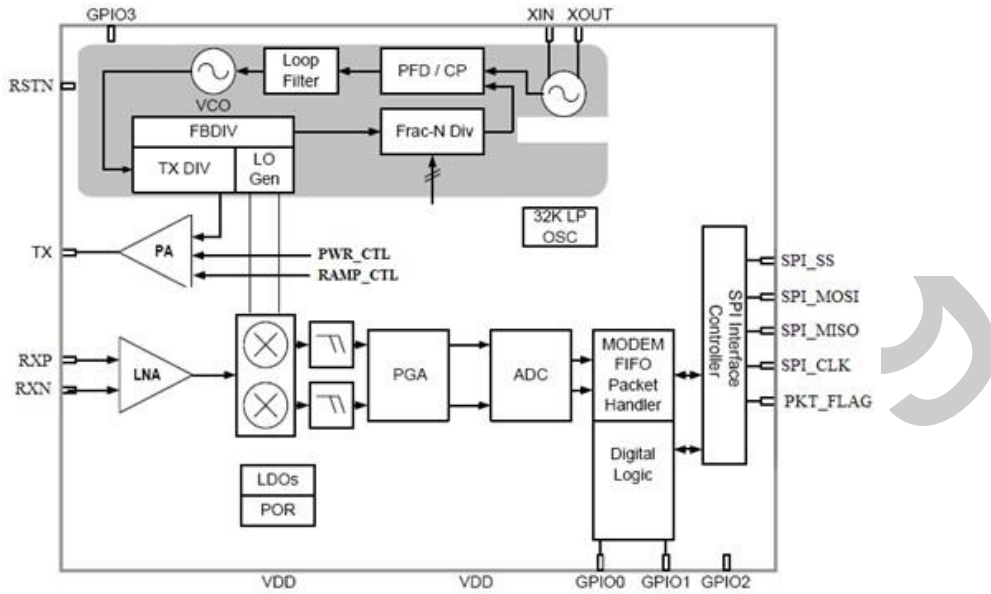 GPIO3
XIN XOUT
RSTN
VCO
Loop
Filter
PFD / CP
FBDIV
TX DIV
LO
Gen
Frac-N Div
32K LP
OSC
TX
PA
PWR_CTL
RAMP_CTL
RXP
RXN
LNA
PGA
ADC
MODEM
FIFO
Packet
Handler
Digital
Logic
SPI Interface
Controller
SPI_SS
SPI_MOSI
SPI_MISO
SPI_CLK
PKT_FLAG
LDOs
POR
VDD
VDD
GPIO0
GPIO1
GPIO2